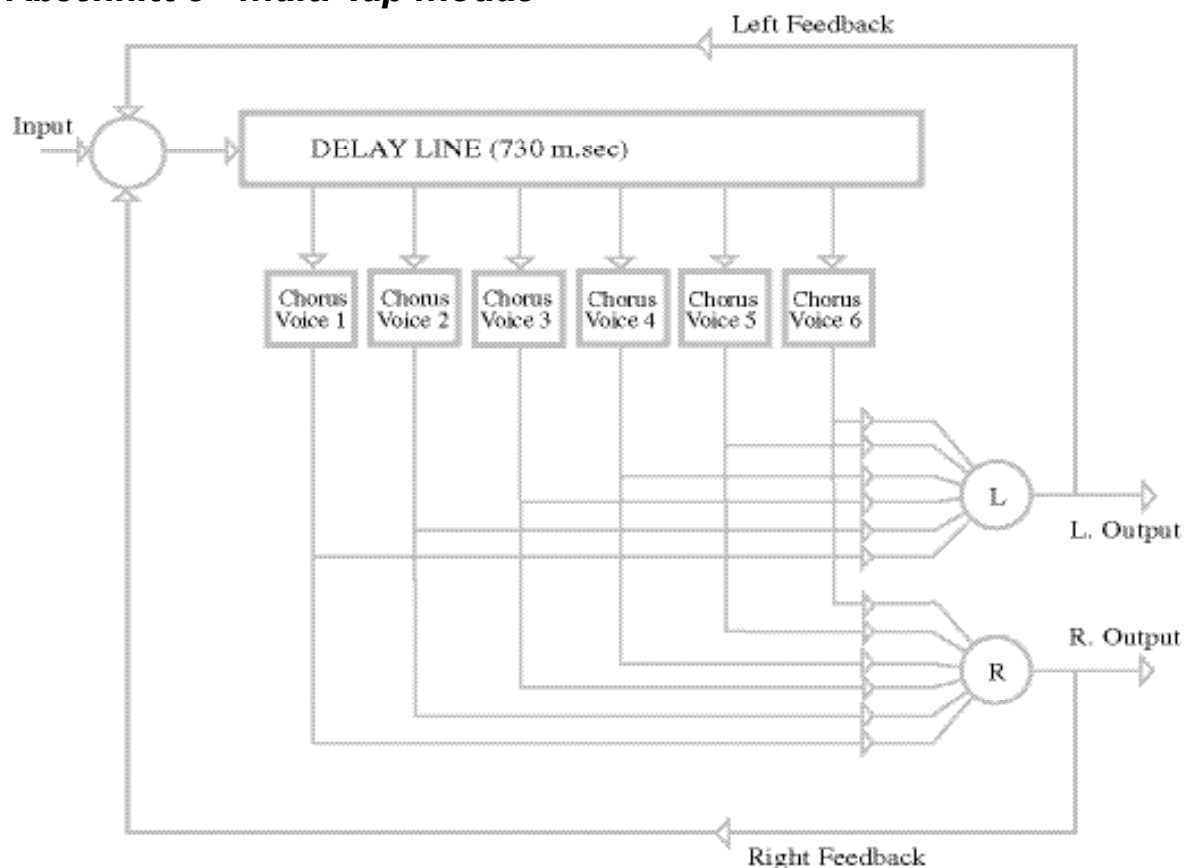 Left Feedback
Input
DELAY LINE (730 m.sec)
Chorus
Voice 1
Chorus
Voice 2
Chorus
Voice 3
Chorus
Voice 4
Chorus
Voice 5
Chorus
Voice 6
L
L. Output
R. Output
R
Right Feedback